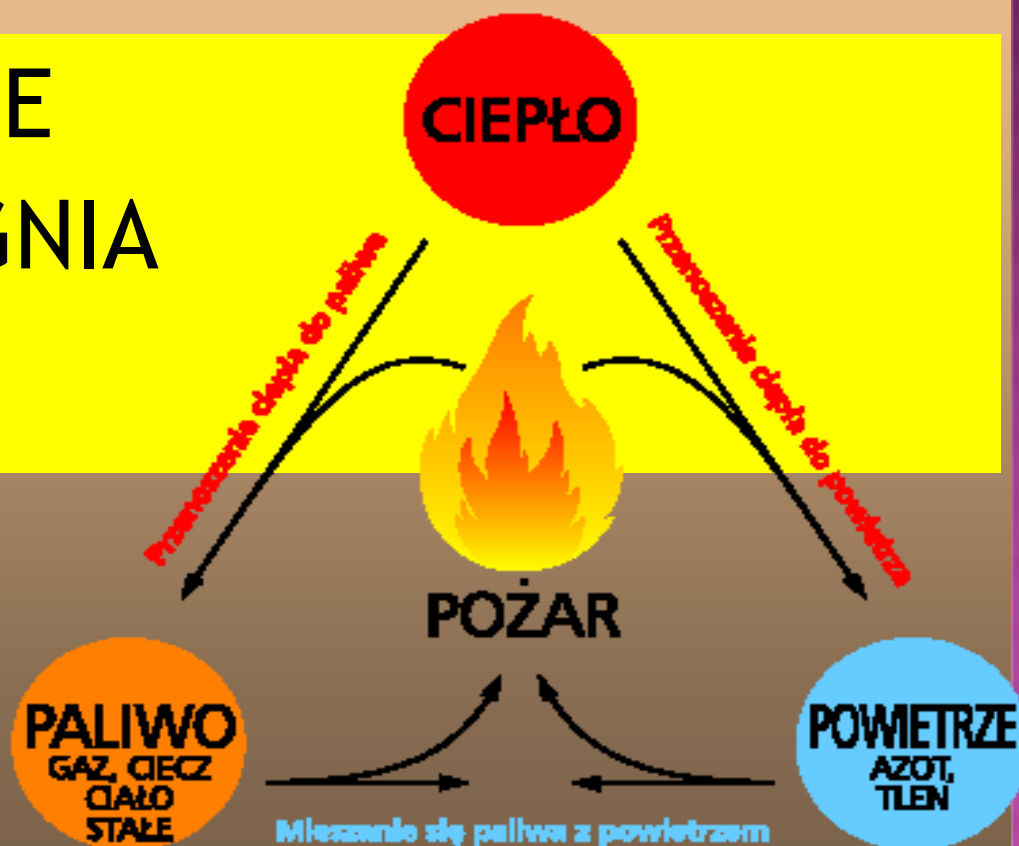 E
GNIA
CIEPŁO
Przenoszenie ciepła do paliwa
Przenoszenie ciepła do powietrza
POŻAR
PALIWO
GAZ, CIECZ
CIAŁO
STAŁE
POWIETRZE
AZOT,
TLEN
Mieszanie się paliwa z powietrzem